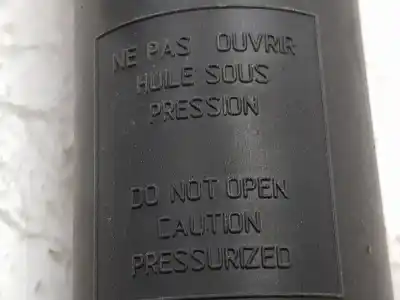 NE PAS OUVRIR
HUILE SOUS
PRESSION
DO NOT OPEN
CAUTION
PRESSURIZED